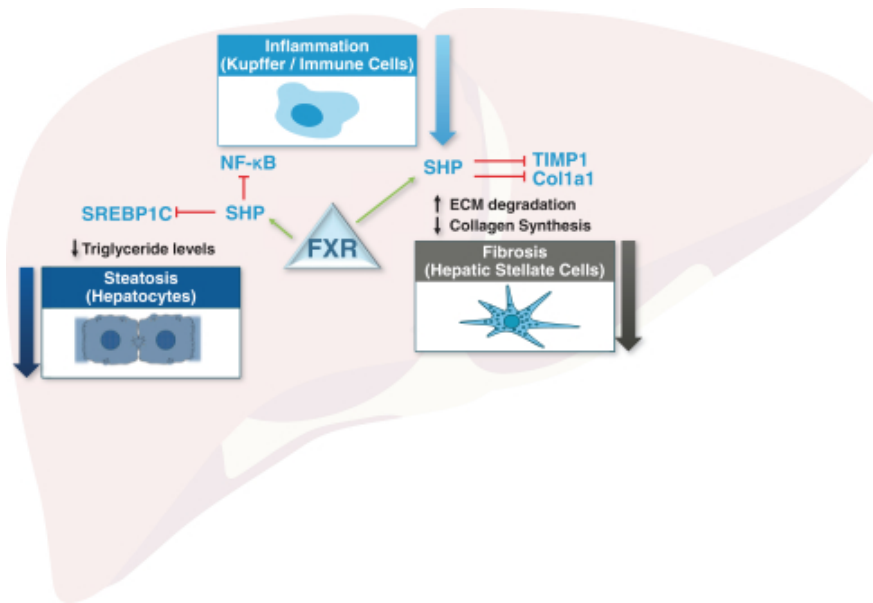 Inflammation
(Kupffer / Immune Cells)
NF-κB
SHP
TIMP1
Col1a1
SREBP1C
SHP
FXR
↑ ECM degradation
↓ Collagen Synthesis
↓ Triglyceride levels
Fibrosis
(Hepatic Stellate Cells)
Steatosis
(Hepatocytes)